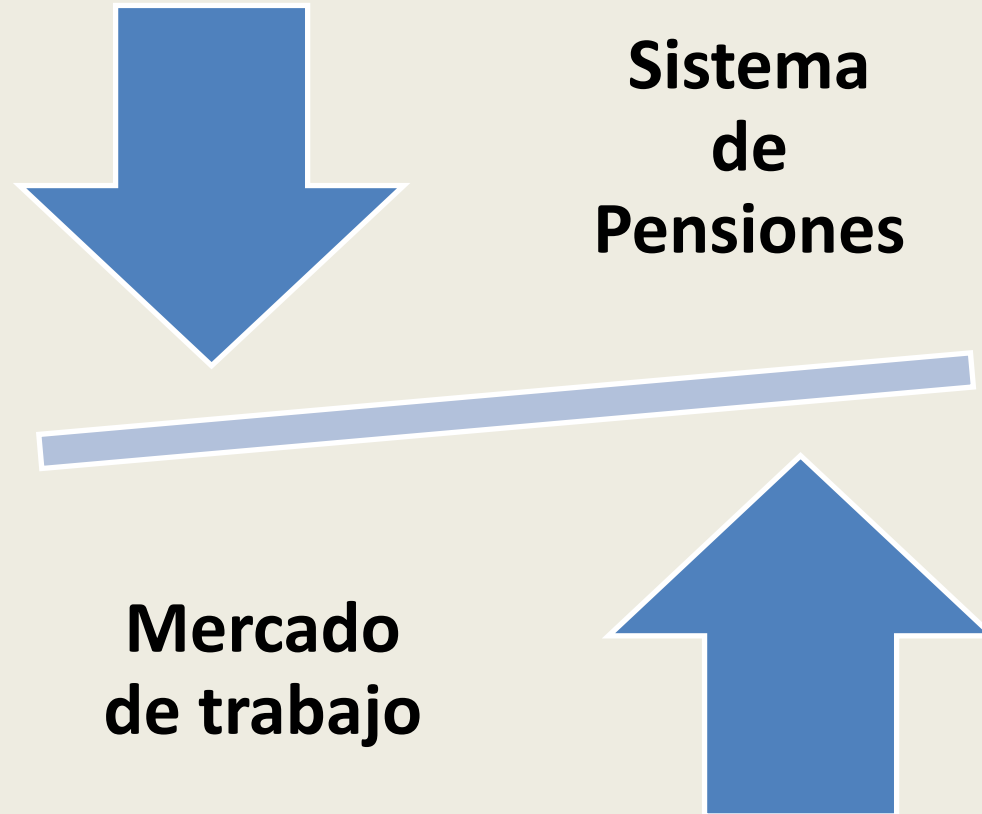 Sistema
de
Pensiones
Mercado
de trabajo